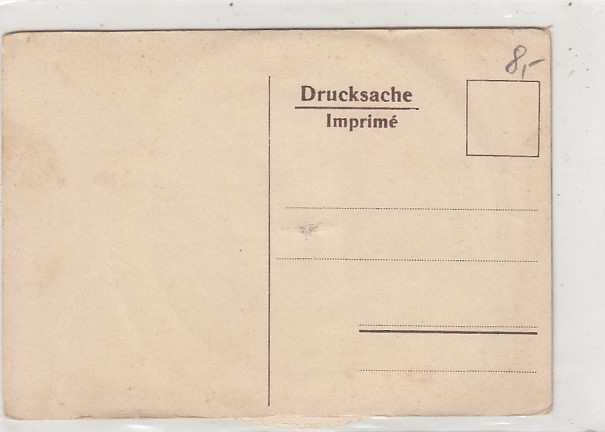 8,-
Drucksache
Imprimé